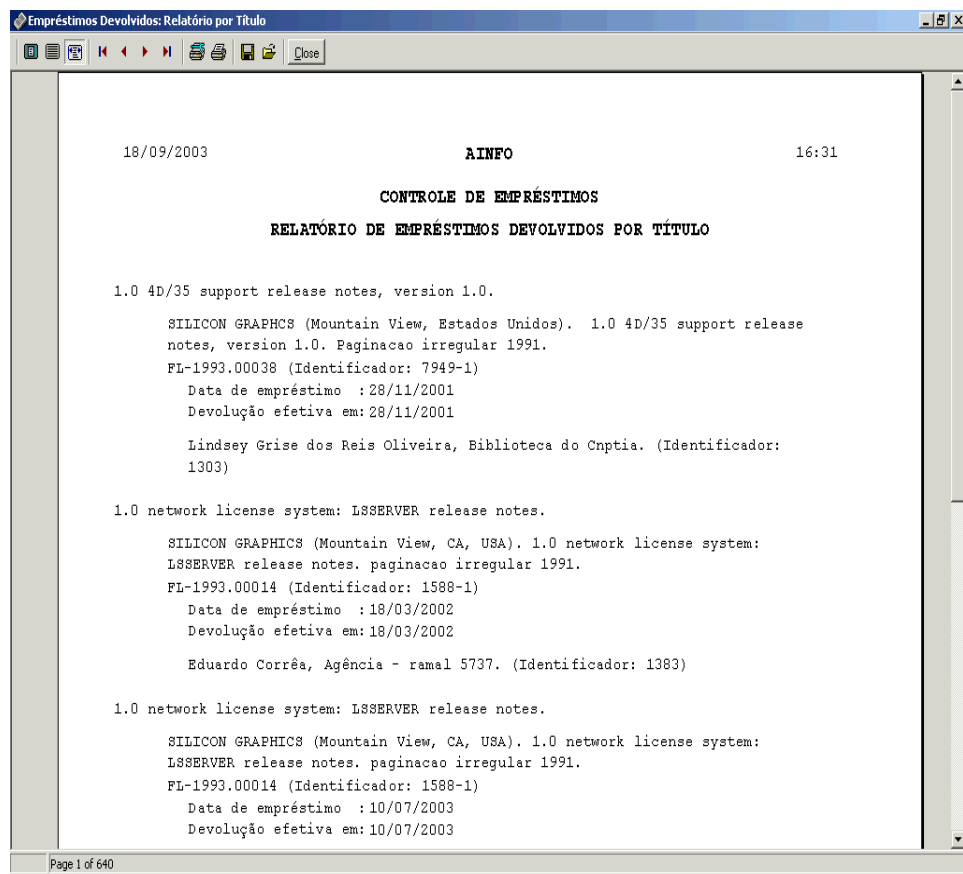 Empréstimos Devolvidos: Relatório por Título
Close
18/09/2003 AINFO 16:31
CONTROLE DE EMPRÉSTIMOS
RELATÓRIO DE EMPRÉSTIMOS DEVOLVIDOS POR TÍTULO
1.0 4D/35 support release notes, version 1.0.
SILICON GRAPHCS (Mountain View, Estados Unidos). 1.0 4D/35 support release
notes, version 1.0. Paginacao irregular 1991.
FL-1993.00038 (Identificador: 7949-1)
Data de empréstimo : 28/11/2001
Devolução efetiva em: 28/11/2001
Lindsey Grise dos Reis Oliveira, Biblioteca do Cnptia. (Identificador:
1303)
1.0 network license system: LSSERVER release notes.
SILICON GRAPHICS (Mountain View, CA, USA). 1.0 network license system:
LSSERVER release notes. paginacao irregular 1991.
FL-1993.00014 (Identificador: 1588-1)
Data de empréstimo : 18/03/2002
Devolução efetiva em: 18/03/2002
Eduardo Corrêa, Agência - ramal 5737. (Identificador: 1383)
1.0 network license system: LSSERVER release notes.
SILICON GRAPHICS (Mountain View, CA, USA). 1.0 network license system:
LSSERVER release notes. paginacao irregular 1991.
FL-1993.00014 (Identificador: 1588-1)
Data de empréstimo : 10/07/2003
Devolução efetiva em: 10/07/2003
Page 1 of 640